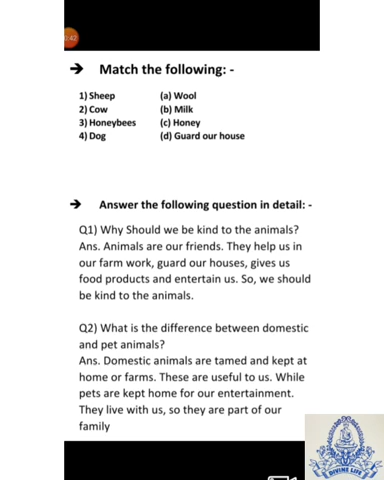 0:42
➔ Match the following: -
1) Sheep (a) Wool
2) Cow (b) Milk
3) Honeybees (c) Honey
4) Dog (d) Guard our house
➔ Answer the following question in detail: -
Q1) Why Should we be kind to the animals?
Ans. Animals are our friends. They help us in
our farm work, guard our houses, gives us
food products and entertain us. So, we should
be kind to the animals.
Q2) What is the difference between domestic
and pet animals?
Ans. Domestic animals are tamed and kept at
home or farms. These are useful to us. While
pets are kept home for our entertainment.
They live with us, so they are part of our
family
DIVINE LIFE